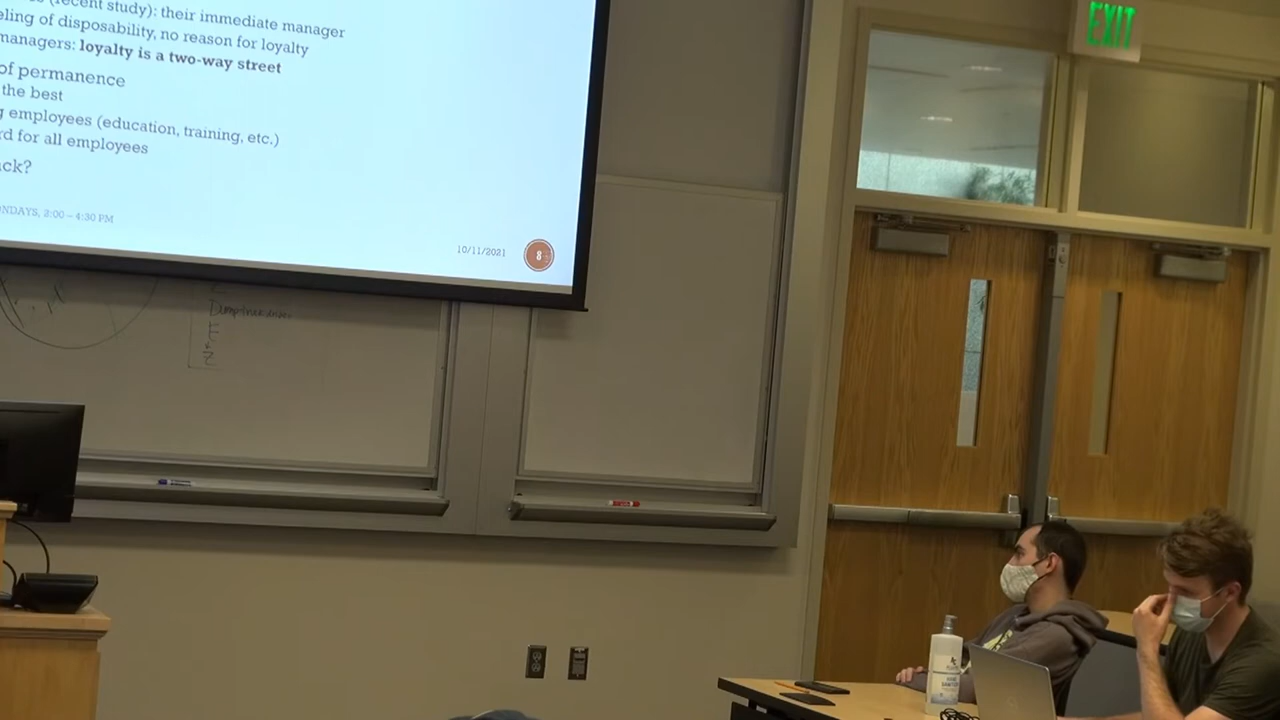 (recent study): their immediate manager
eling of disposability, no reason for loyalty
managers: loyalty is a two-way street
of permanence
the best
g employees (education, training, etc.)
rd for all employees
ck?
NDAYS, 3:00 – 4:30 PM
10/11/2021
8
EXIT